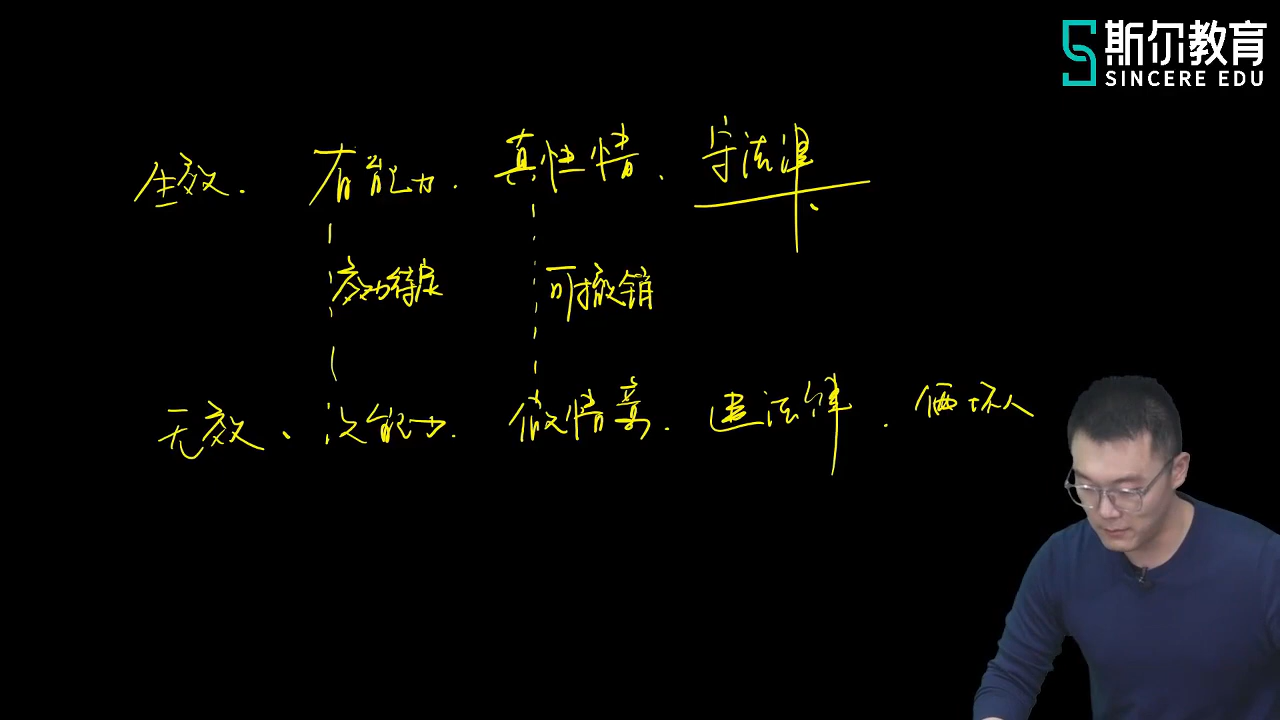 斯尔教育
SINCERE EDU
生效. 有能力. 真性情. 守法律
效力待定 可撤销
无效、没能力. 假情意. 违法律. 俩坏人